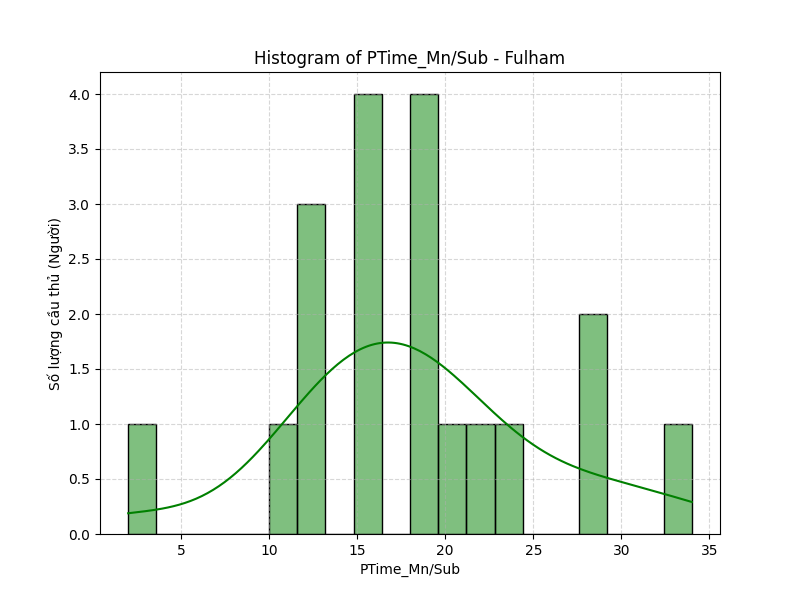 Histogram of PTime_Mn/Sub - Fulham
Số lượng cầu thủ (Người)
4.0
3.5
3.0
2.5
2.0
1.5
1.0
0.5
0.0
5 10 15 20 25 30 35
PTime_Mn/Sub